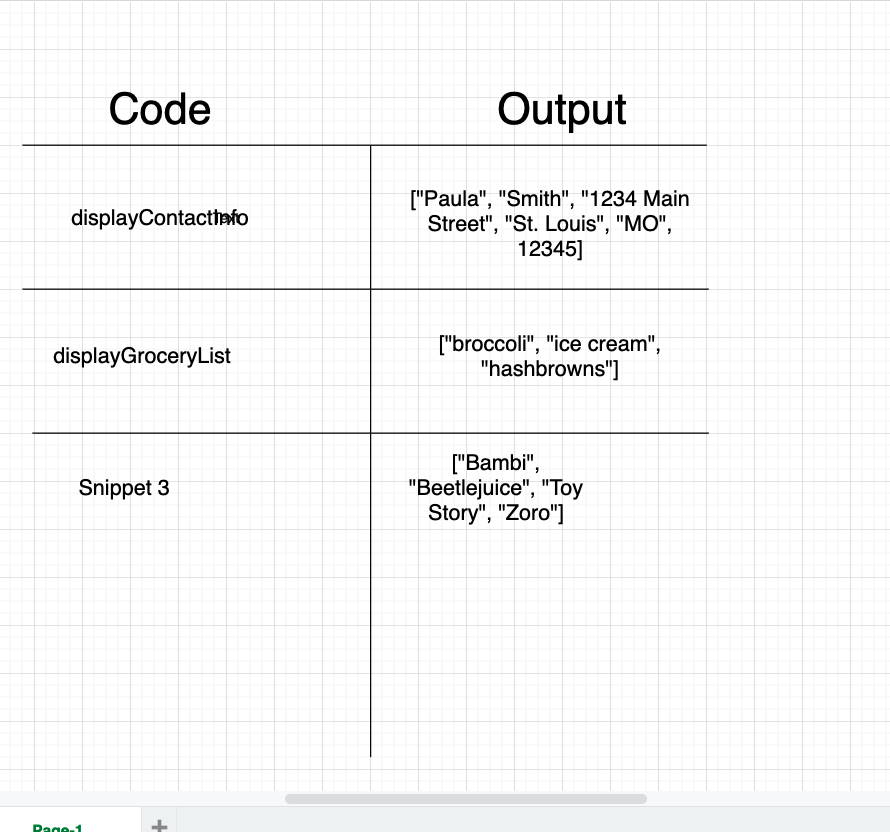 Code
Output
displayContactInfo
Text
["Paula", "Smith", "1234 Main
Street", "St. Louis", "MO",
12345]
displayGroceryList
["broccoli", "ice cream",
"hashbrowns"]
Snippet 3
["Bambi",
"Beetlejuice", "Toy
Story", "Zoro"]
Page-1